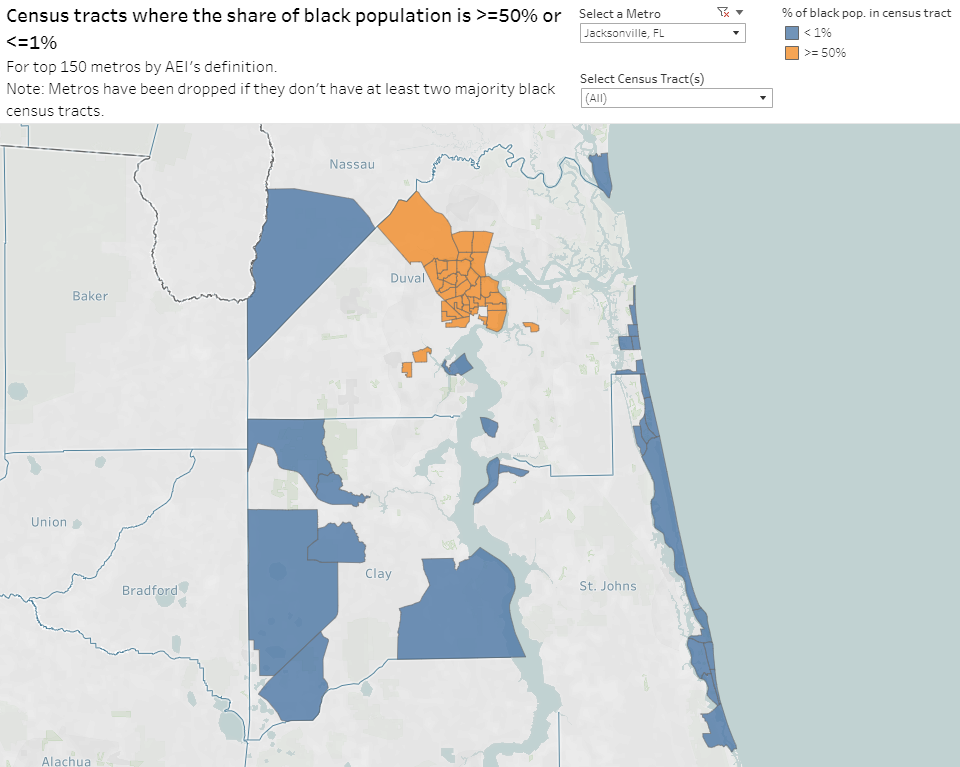 Census tracts where the share of black population is >=50% or
<=1%
For top 150 metros by AEI's definition.
Note: Metros have been dropped if they don't have at least two majority black
census tracts.
Select a Metro
Jacksonville, FL
Select Census Tract(s)
(All)
% of black pop. in census tract
< 1%
>= 50%
Nassau
Duval
Baker
Union
Bradford
Clay
St. Johns
Alachua